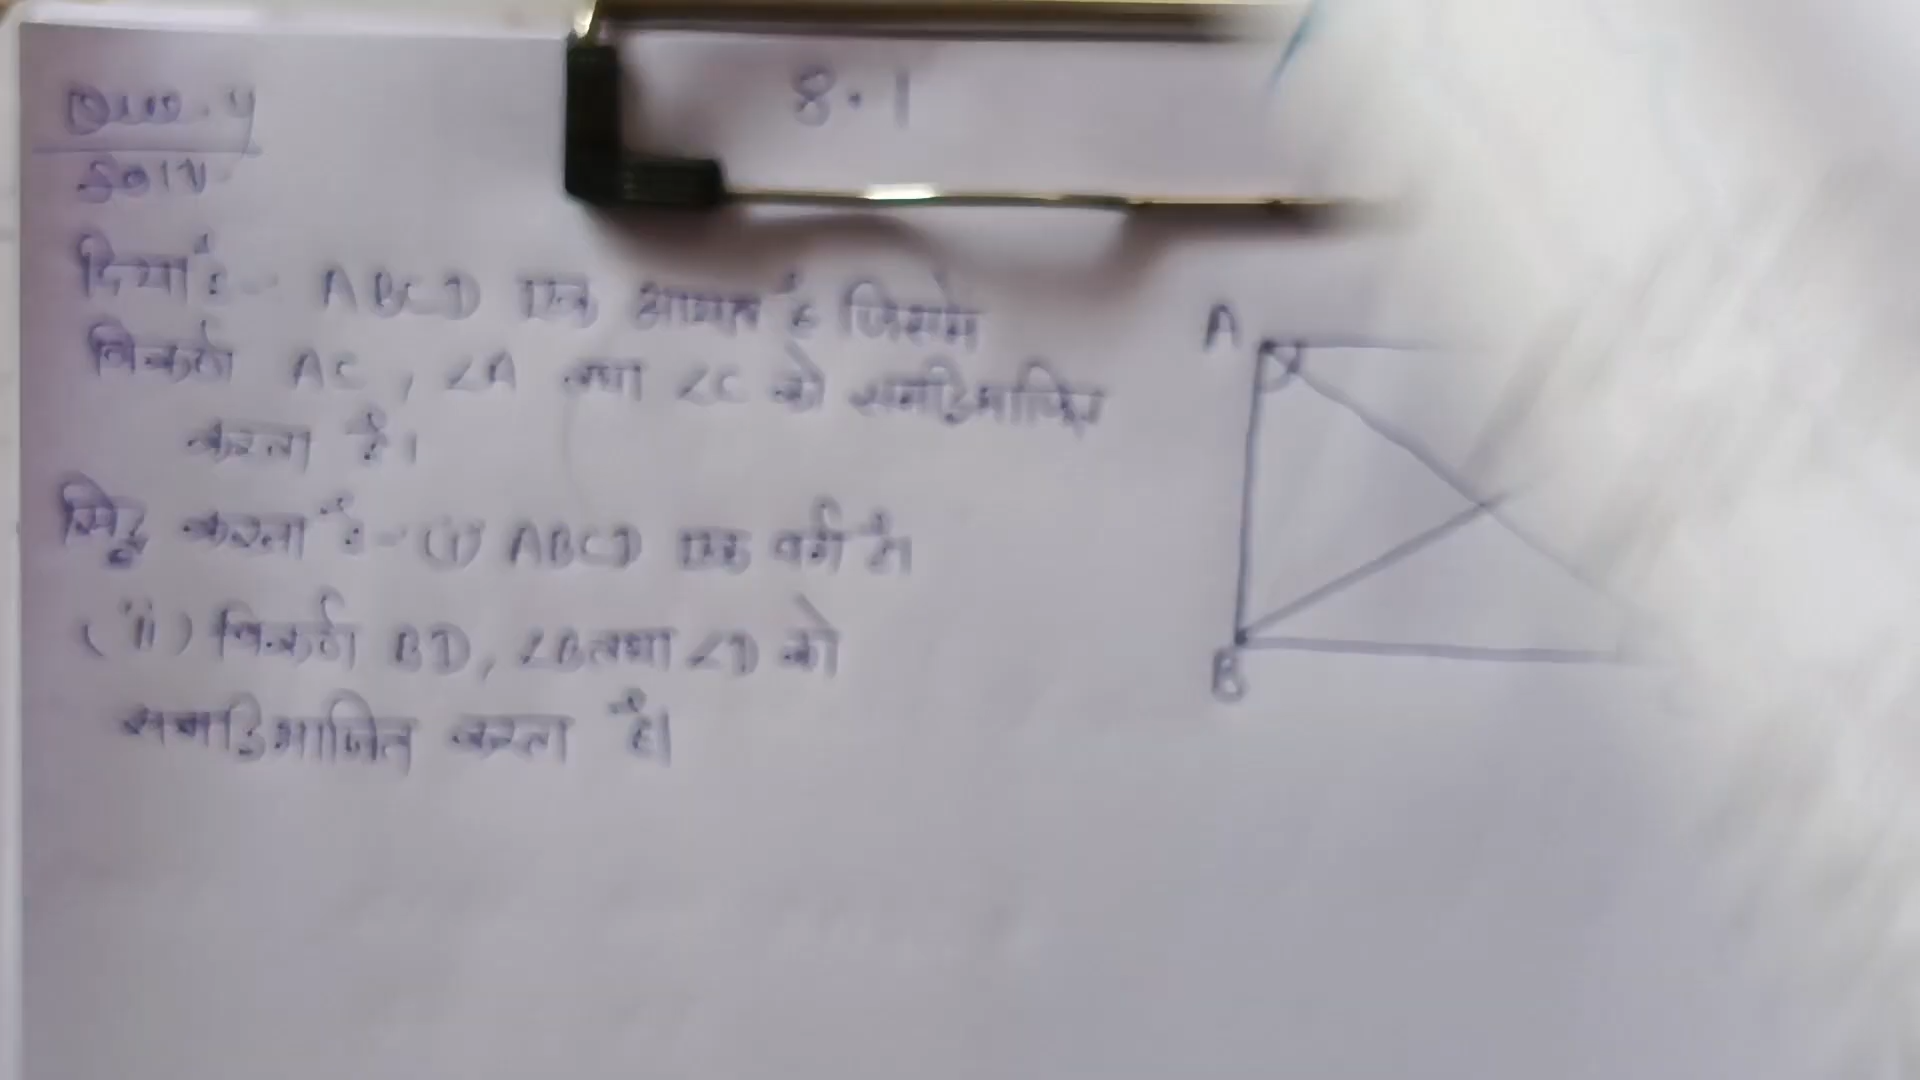 Que.4
8.1
Soln
दिया है:- ABCD एक आयत है जिसमें
विकर्ण AC, ∠A तथा ∠C को समद्विभाजित
करता है।
सिद्ध करना है:- (i) ABCD एक वर्ग है।
(ii) विकर्ण BD, ∠B तथा ∠D को
समद्विभाजित करता है।
A
B